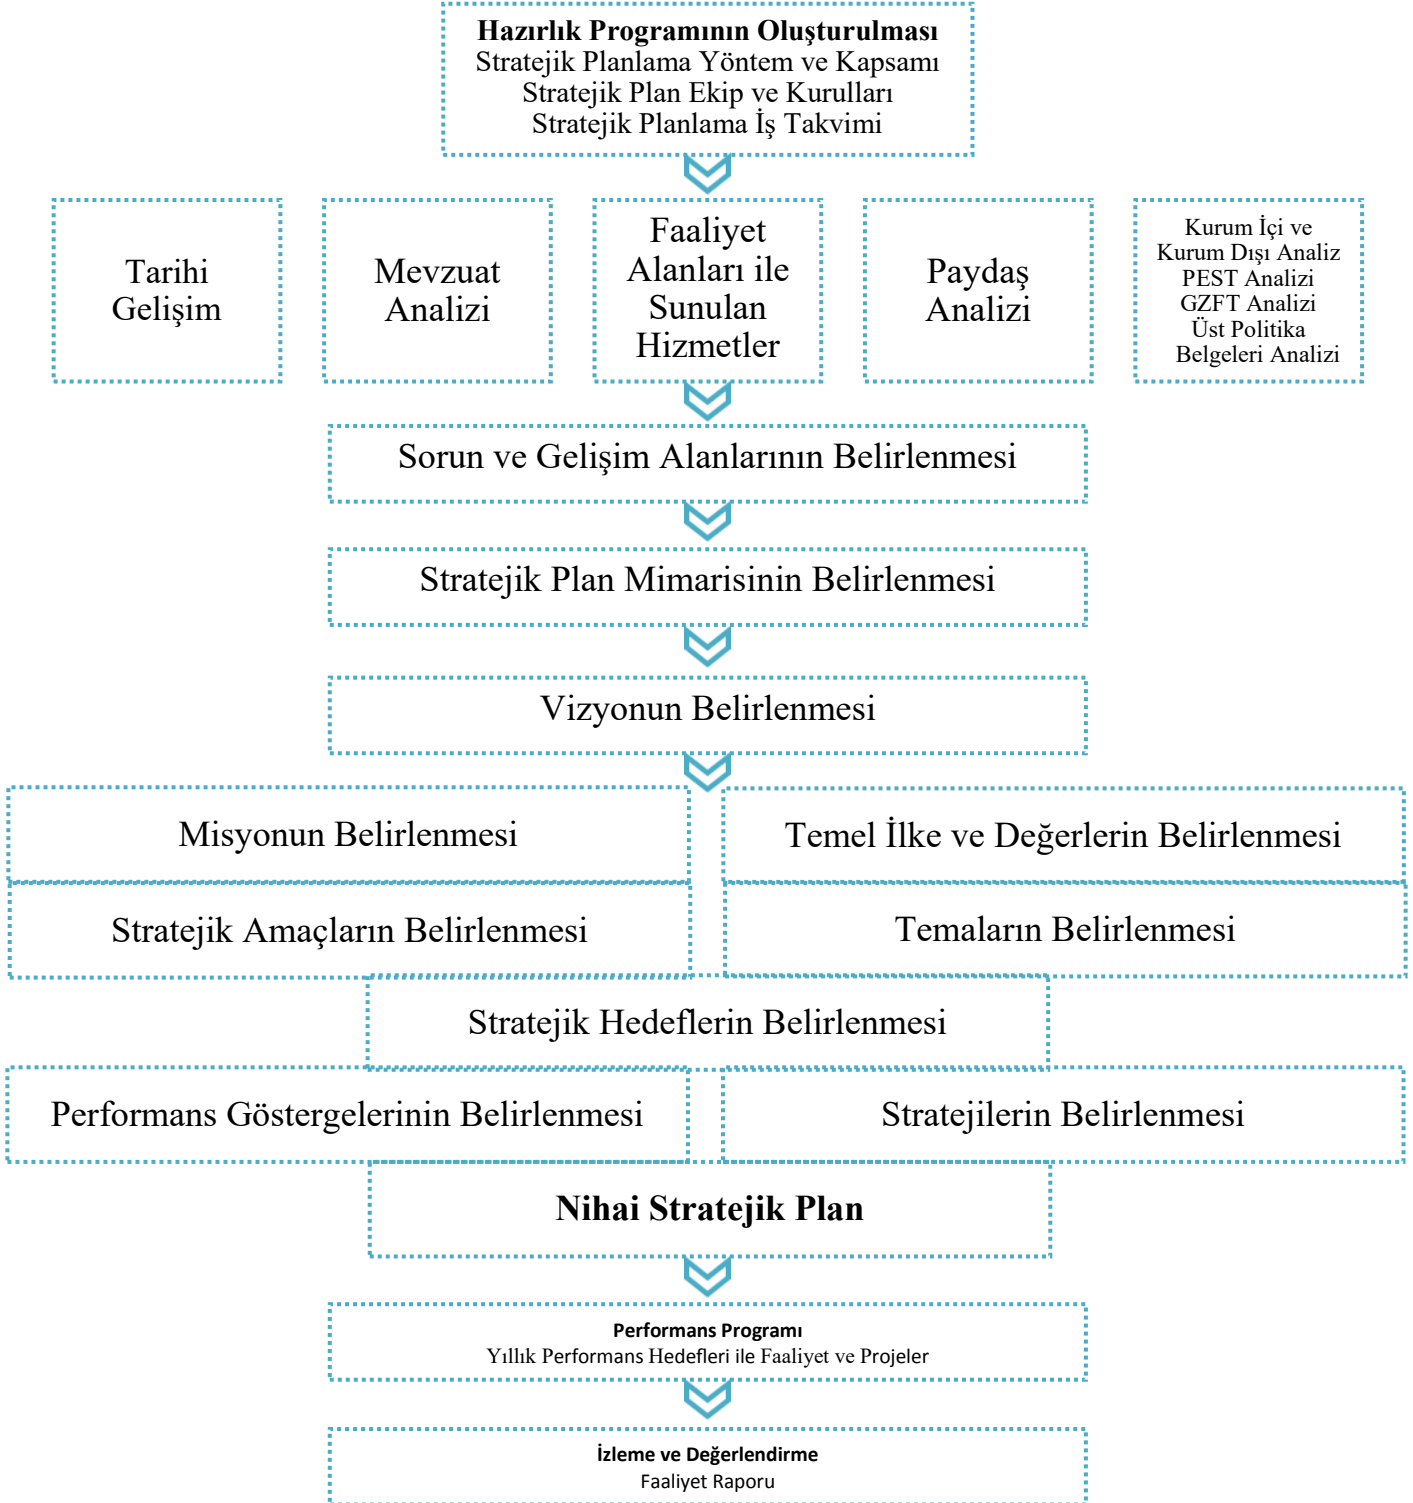 Hazırlık Programının Oluşturulması
Stratejik Planlama Yöntem ve Kapsamı
Stratejik Plan Ekip ve Kurulları
Stratejik Planlama İş Takvimi
Tarihi
Gelişim
Mevzuat
Analizi
Faaliyet
Alanları ile
Sunulan
Hizmetler
Paydaş
Analizi
Kurum İçi ve
Kurum Dışı Analiz
PEST Analizi
GZFT Analizi
Üst Politika
Belgeleri Analizi
Sorun ve Gelişim Alanlarının Belirlenmesi
Stratejik Plan Mimarisinin Belirlenmesi
Vizyonun Belirlenmesi
Misyonun Belirlenmesi
Temel İlke ve Değerlerin Belirlenmesi
Stratejik Amaçların Belirlenmesi
Temaların Belirlenmesi
Stratejik Hedeflerin Belirlenmesi
Performans Göstergelerinin Belirlenmesi
Stratejilerin Belirlenmesi
Nihai Stratejik Plan
Performans Programı
Yıllık Performans Hedefleri ile Faaliyet ve Projeler
İzleme ve Değerlendirme
Faaliyet Raporu